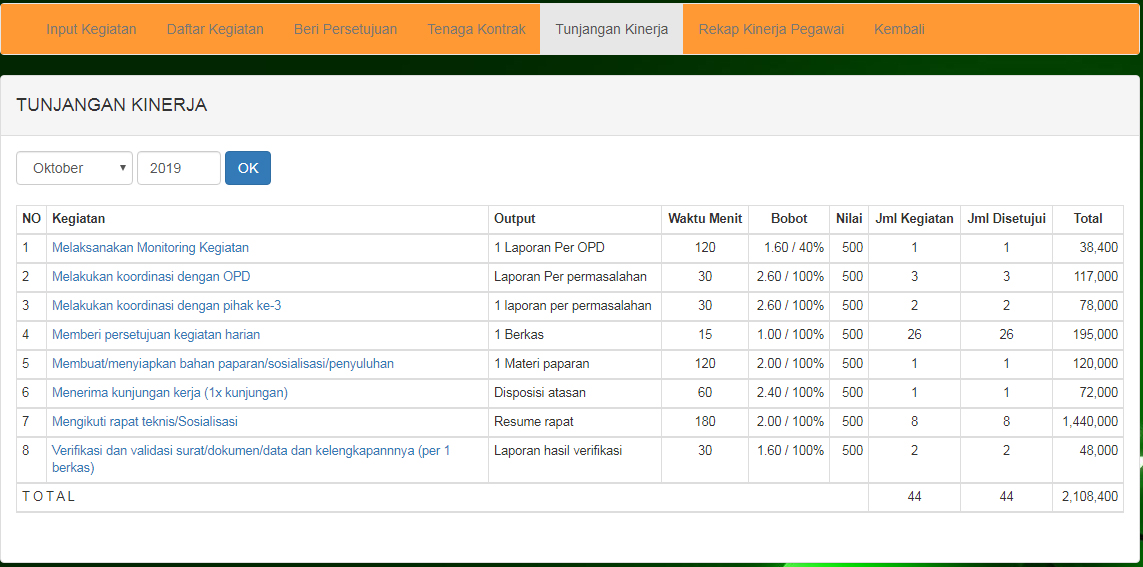 Input Kegiatan Daftar Kegiatan Beri Persetujuan Tenaga Kontrak Tunjangan Kinerja Rekap Kinerja Pegawai Kembali
TUNJANGAN KINERJA
Oktober 2019 OK
NO Kegiatan Output Waktu Menit Bobot Nilai Jml Kegiatan Jml Disetujui Total
1 Melaksanakan Monitoring Kegiatan 1 Laporan Per OPD 120 1.60 / 40% 500 1 1 38,400
2 Melakukan koordinasi dengan OPD Laporan Per permasalahan 30 2.60 / 100% 500 3 3 117,000
3 Melakukan koordinasi dengan pihak ke-3 1 laporan per permasalahan 30 2.60 / 100% 500 2 2 78,000
4 Memberi persetujuan kegiatan harian 1 Berkas 15 1.00 / 100% 500 26 26 195,000
5 Membuat/menyiapkan bahan paparan/sosialisasi/penyuluhan 1 Materi paparan 120 2.00 / 100% 500 1 1 120,000
6 Menerima kunjungan kerja (1x kunjungan) Disposisi atasan 60 2.40 / 100% 500 1 1 72,000
7 Mengikuti rapat teknis/Sosialisasi Resume rapat 180 2.00 / 100% 500 8 8 1,440,000
8 Verifikasi dan validasi surat/dokumen/data dan kelengkapannnya (per 1 Laporan hasil verifikasi 30 1.60 / 100% 500 2 2 48,000
berkas)
T O T A L 44 44 2,108,400